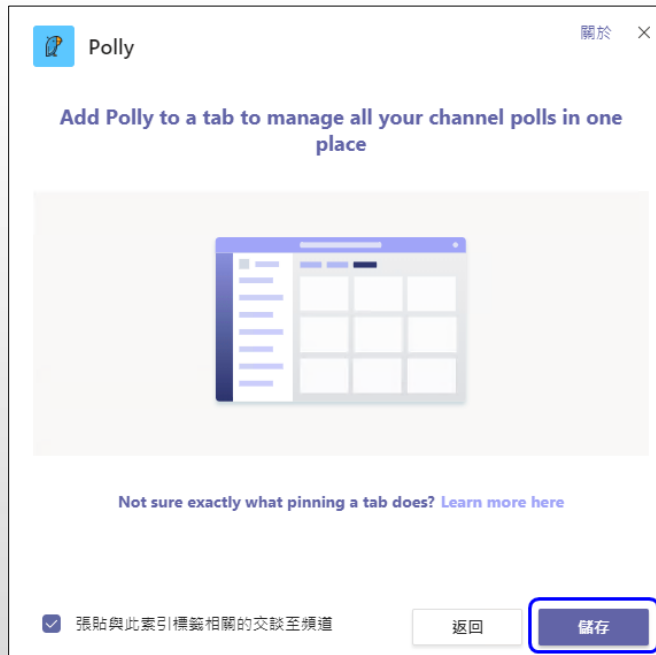 Polly
關於
Add Polly to a tab to manage all your channel polls in one
place
Not sure exactly what pinning a tab does? Learn more here
張貼與此索引標籤相關的交談至頻道
返回
儲存